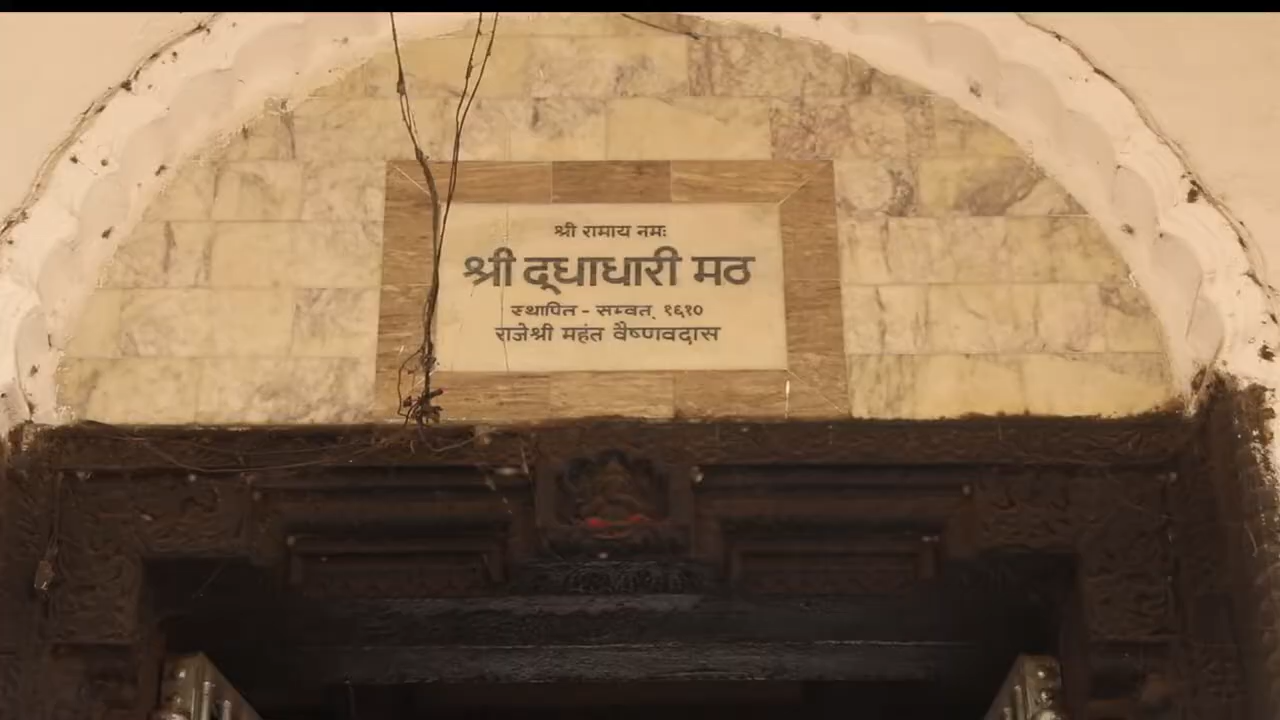 श्री रामाय नमः
श्री दूधाधारी मठ
स्थापित - सम्वत् १६१०
राजेश्री महंत वैष्णवदास